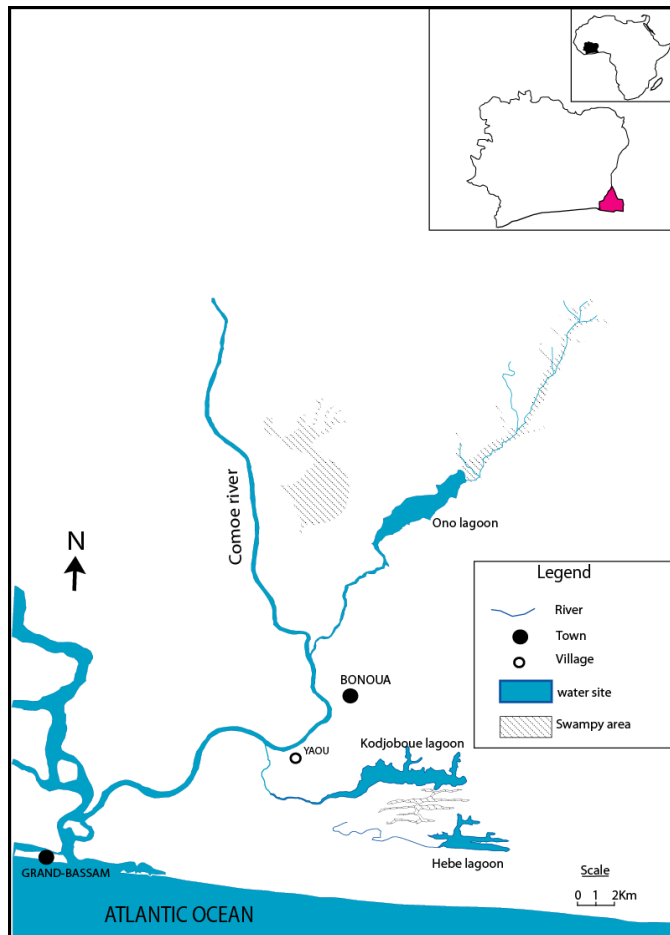 Comoe river
Ono lagoon
N
Legend
River
Town
Village
water site
Swampy area
BONOUA
YAOU
Kodjoboue lagoon
Hebe lagoon
GRAND-BASSAM
Scale
0 1 2Km
ATLANTIC OCEAN